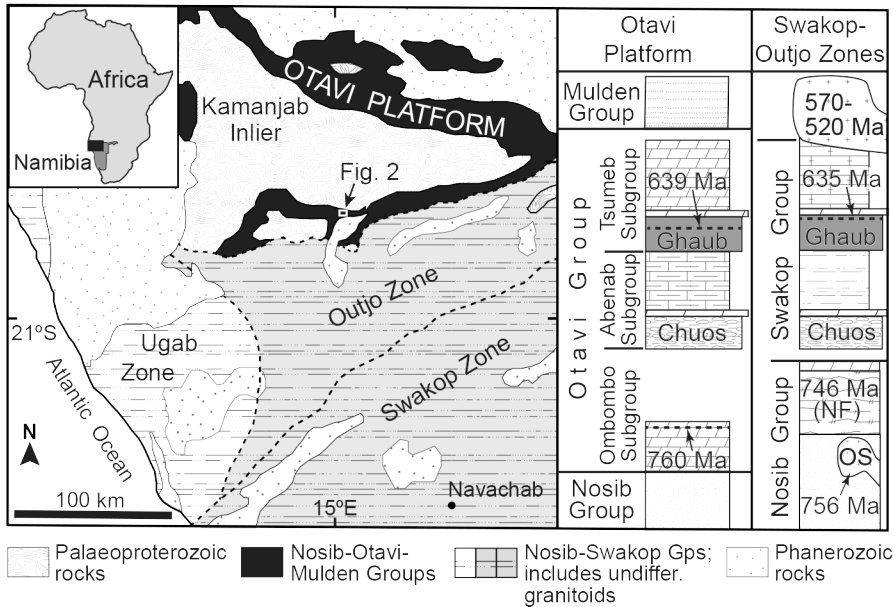 Africa
Namibia
Kamanjab
Inlier
OTAVI PLATFORM
Fig. 2
Outjo Zone
Swakop Zone
Ugab
Zone
21ºS
Atlantic Ocean
N
100 km
15ºE
Navachab
Otavi
Platform
Swakop-
Outjo Zones
Mulden
Group
Otavi Group
Tsumeb
Subgroup
639 Ma
Ghaub
Abenab
Subgroup
Chuos
Ombombo
Subgroup
760 Ma
Nosib
Group
570-
520 Ma
Swakop Group
635 Ma
Ghaub
Chuos
Nosib Group
746 Ma
(NF)
OS
756 Ma
Palaeoproterozoic
rocks
Nosib-Otavi-
Mulden Groups
Nosib-Swakop Gps;
includes undiffer.
granitoids
Phanerozoic
rocks